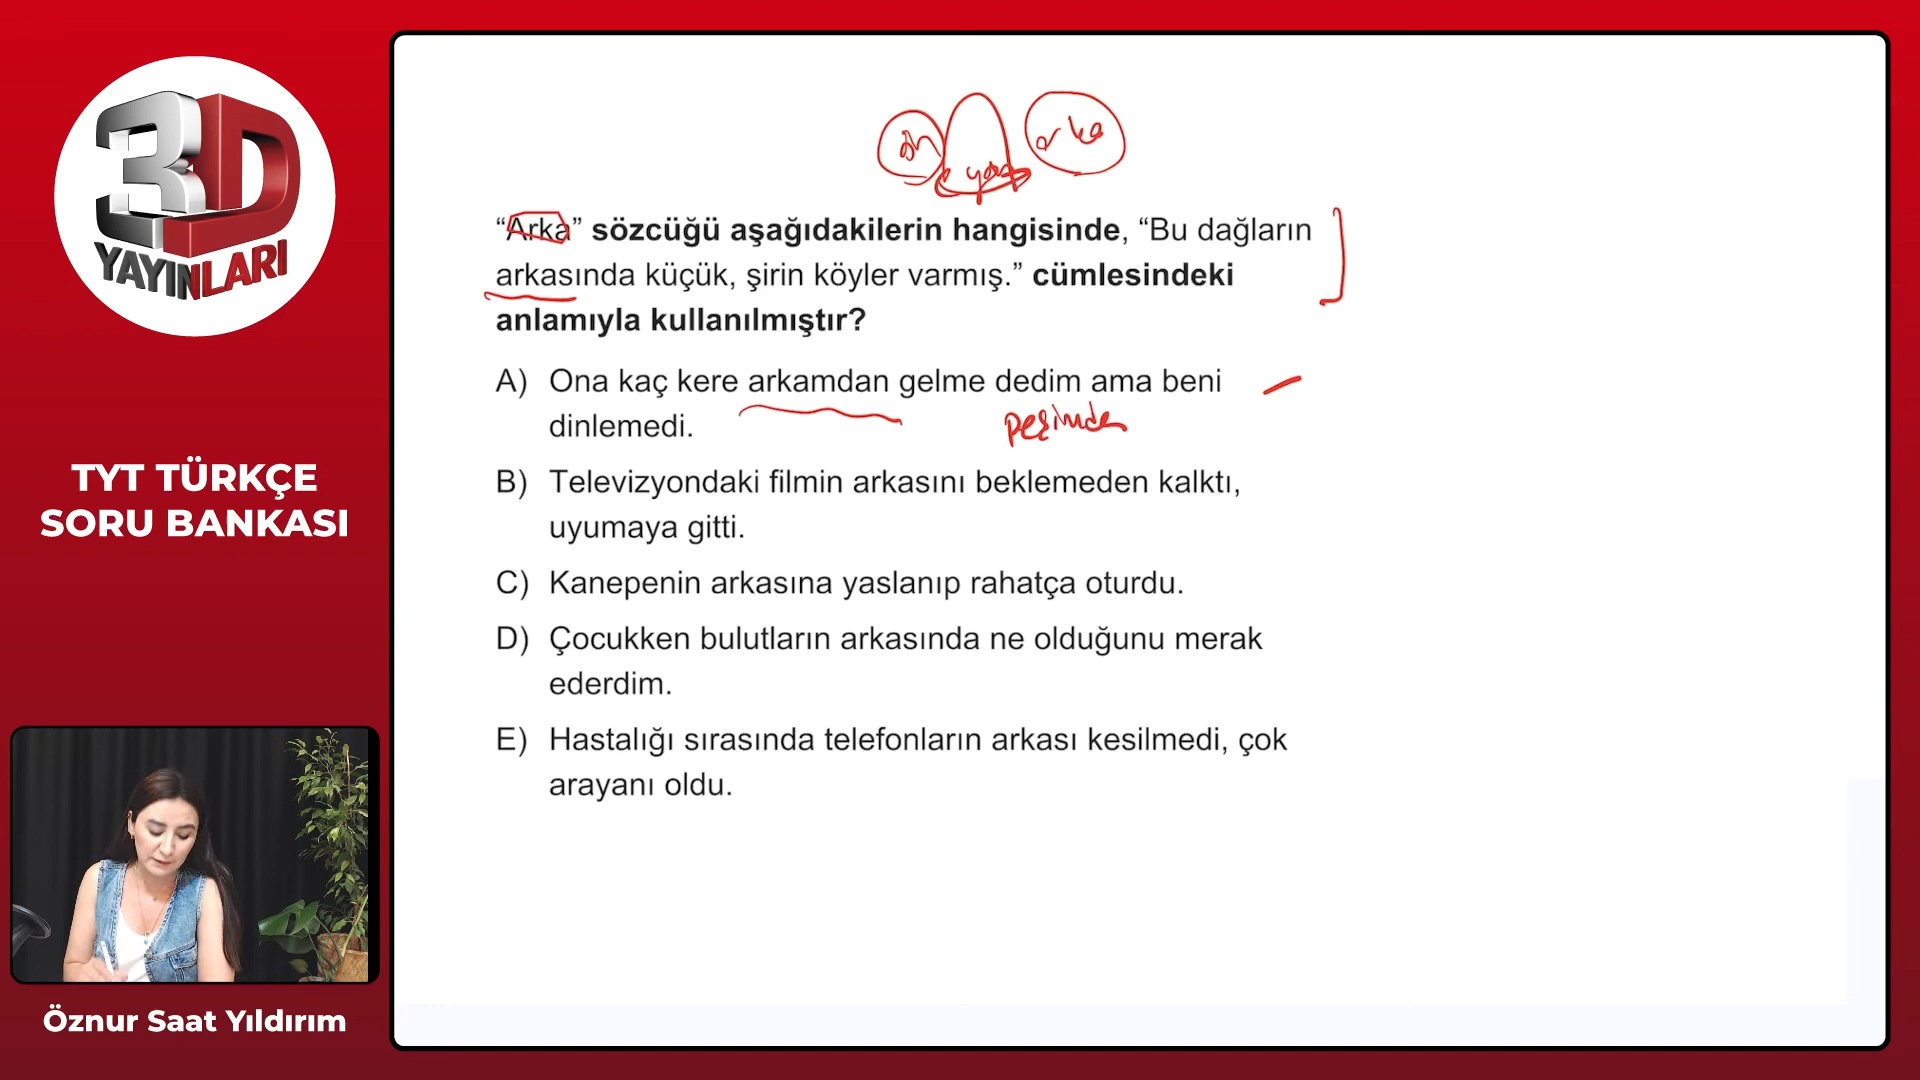 3D
YAYINLARI
TYT TÜRKÇE
SORU BANKASI
Öznur Saat Yıldırım
ön
arka
“Arka” sözcüğü aşağıdakilerin hangisinde, “Bu dağların
arkasında küçük, şirin köyler varmış.” cümlesindeki
anlamıyla kullanılmıştır?
A) Ona kaç kere arkamdan gelme dedim ama beni
dinlemedi.
peşimden
B) Televizyondaki filmin arkasını beklemeden kalktı,
uyumaya gitti.
C) Kanepenin arkasına yaslanıp rahatça oturdu.
D) Çocukken bulutların arkasında ne olduğunu merak
ederdim.
E) Hastalığı sırasında telefonların arkası kesilmedi, çok
arayanı oldu.